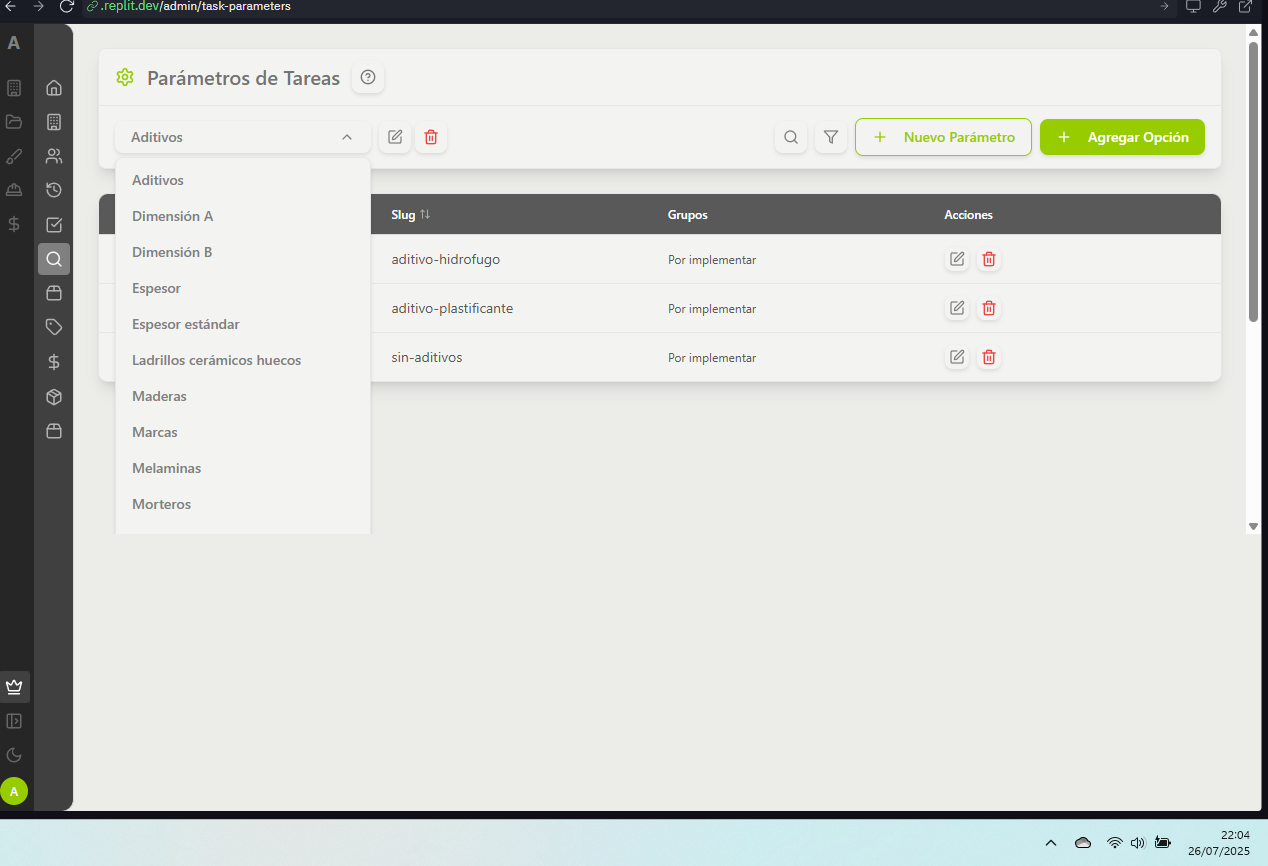 .replit.dev/admin/task-parameters
A
Parámetros de Tareas
Aditivos
Nuevo Parámetro
Agregar Opción
Aditivos
Dimensión A
Dimensión B
Espesor
Espesor estándar
Ladrillos cerámicos huecos
Maderas
Marcas
Melaminas
Morteros
Slug
Grupos
Acciones
aditivo-hidrofugo
Por implementar
aditivo-plastificante
Por implementar
sin-aditivos
Por implementar
A
22:04
26/07/2025